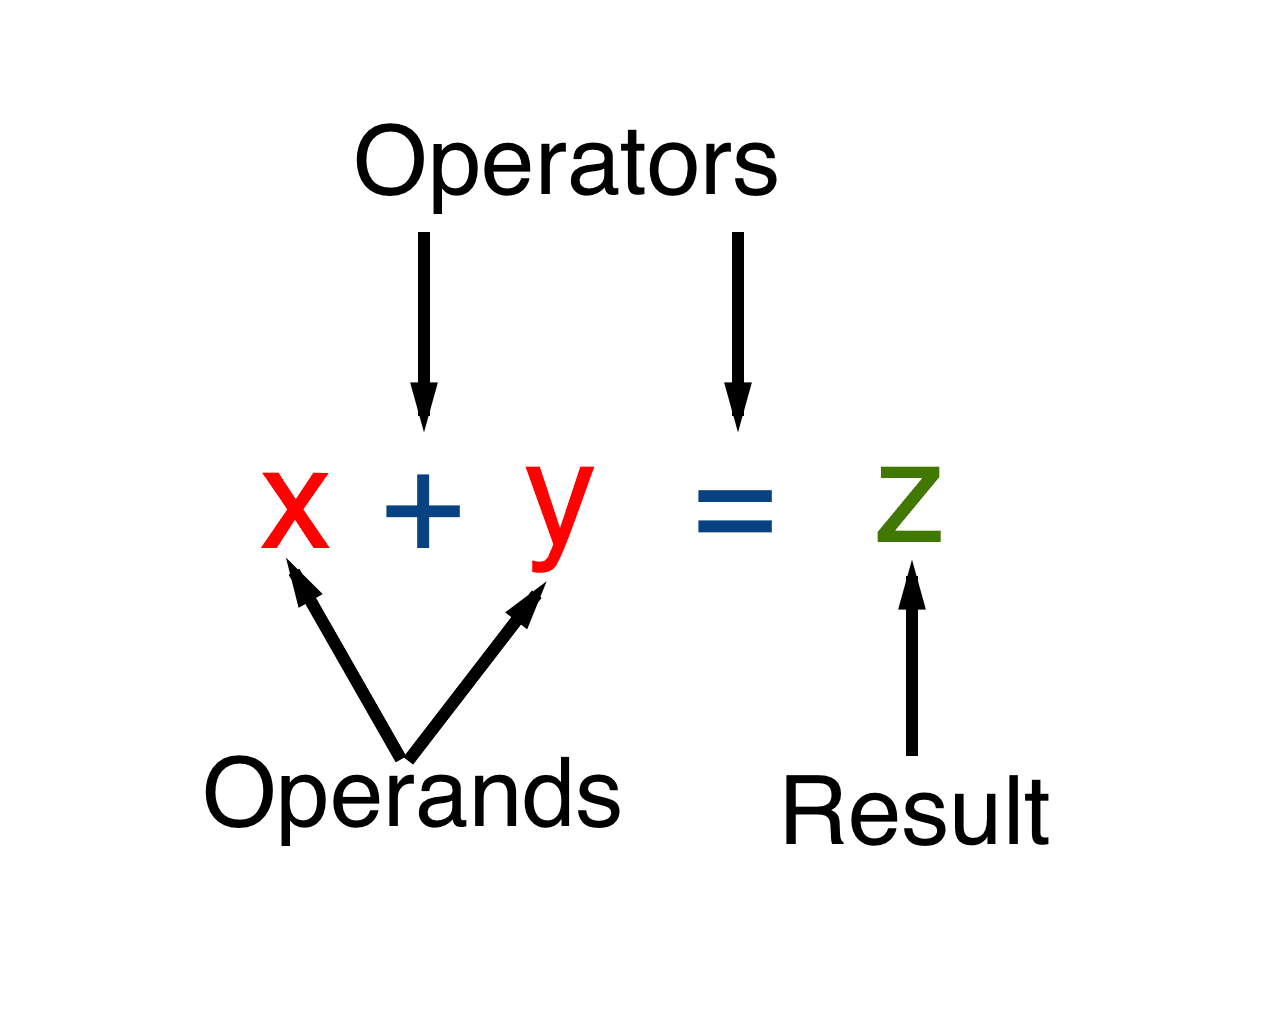 Operators
x + y = z
Operands
Result